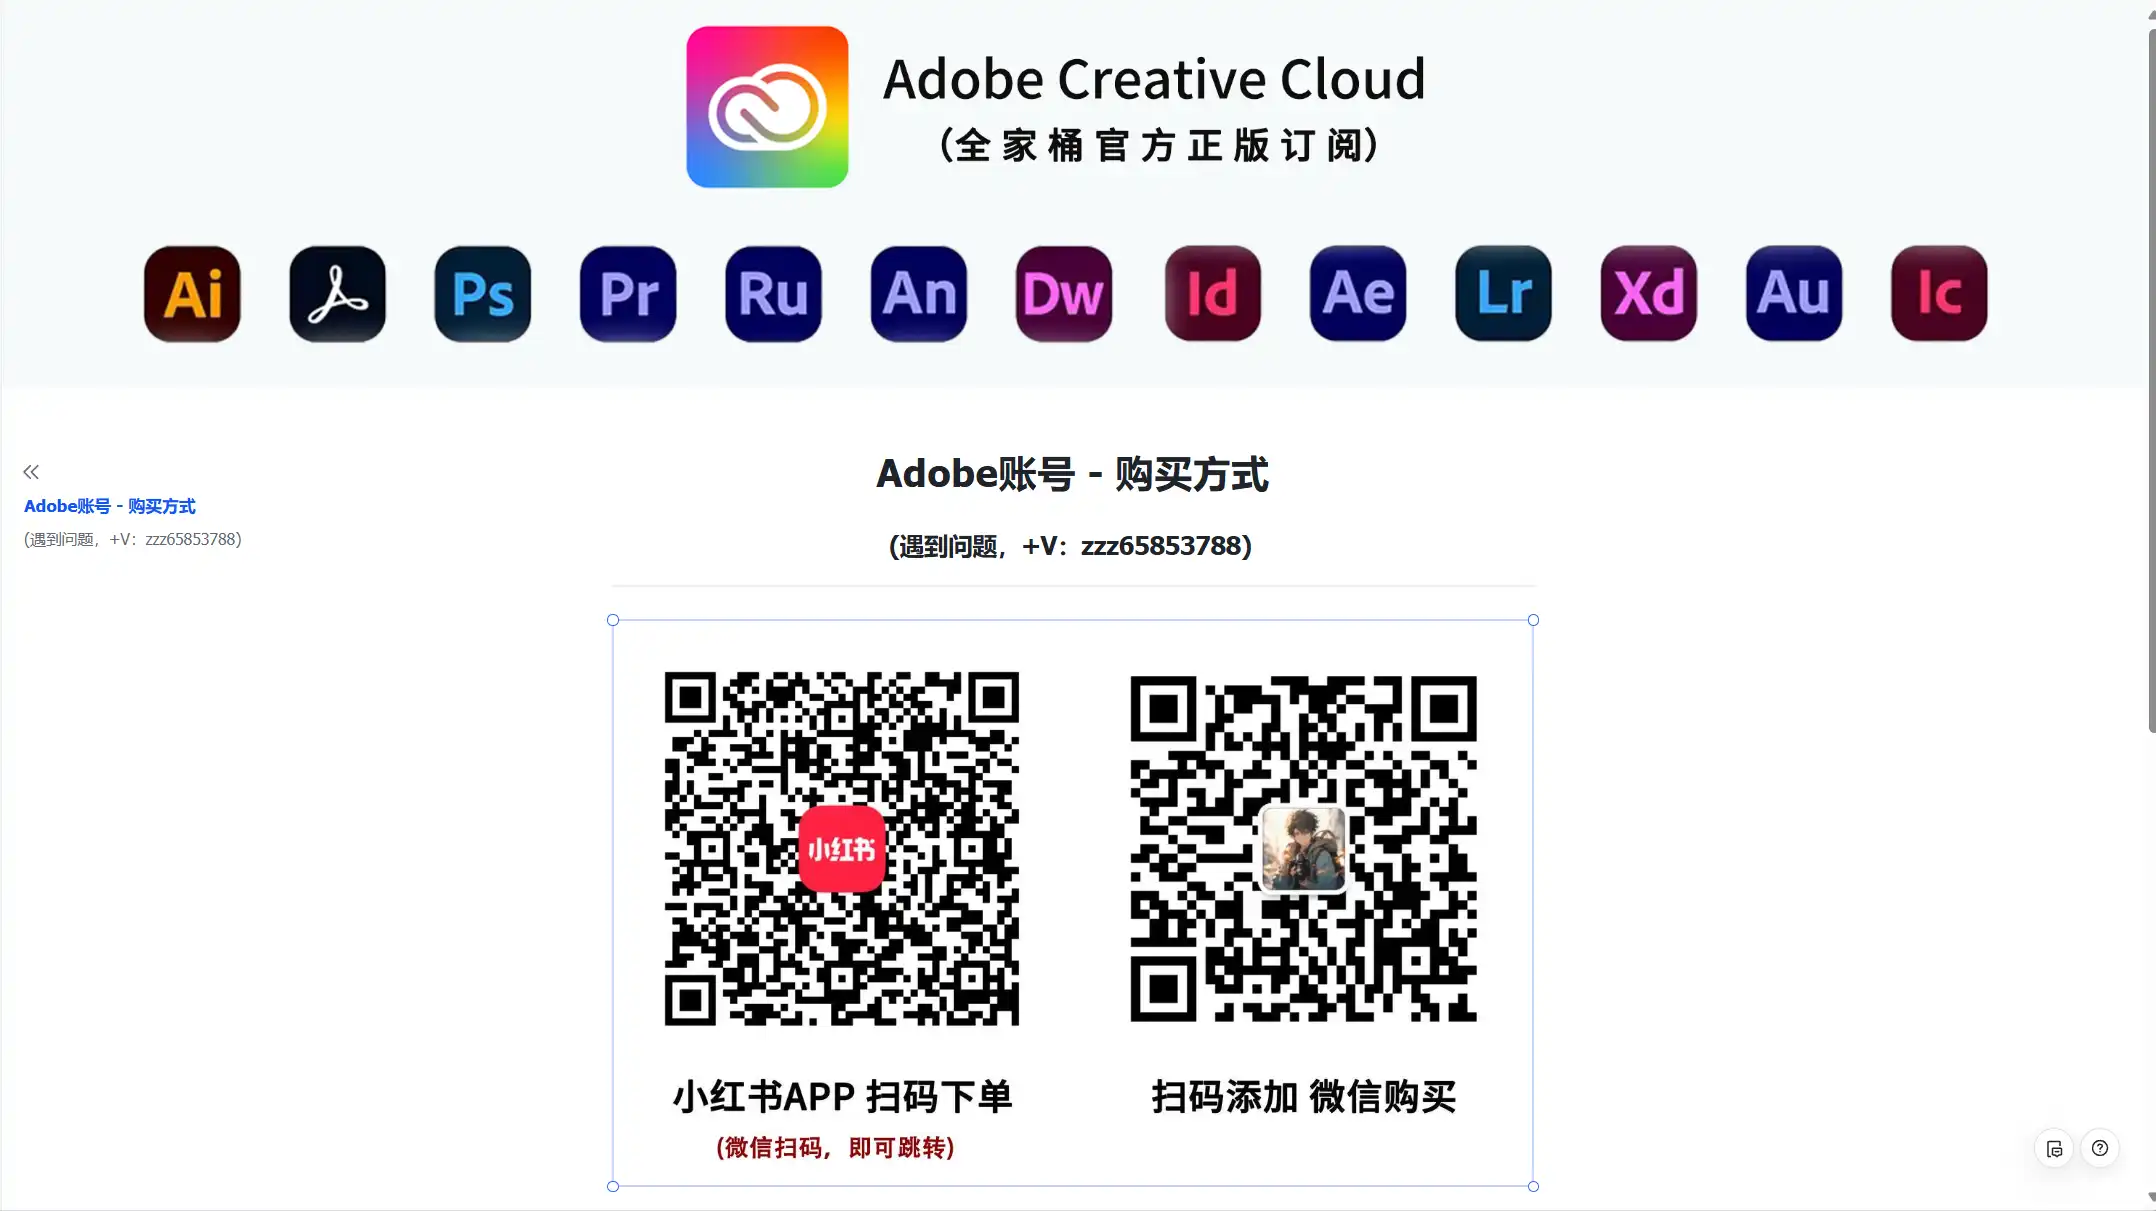 Adobe Creative Cloud
（全家桶官方正版订阅）
Ai
Ps
Pr
Ru
An
Dw
Id
Ae
Lr
Xd
Au
Ic
Adobe账号 - 购买方式
(遇到问题，+V：zzz65853788)
Adobe账号 - 购买方式
(遇到问题，+V：zzz65853788)
小红书
小红书APP 扫码下单
(微信扫码，即可跳转)
扫码添加 微信购买